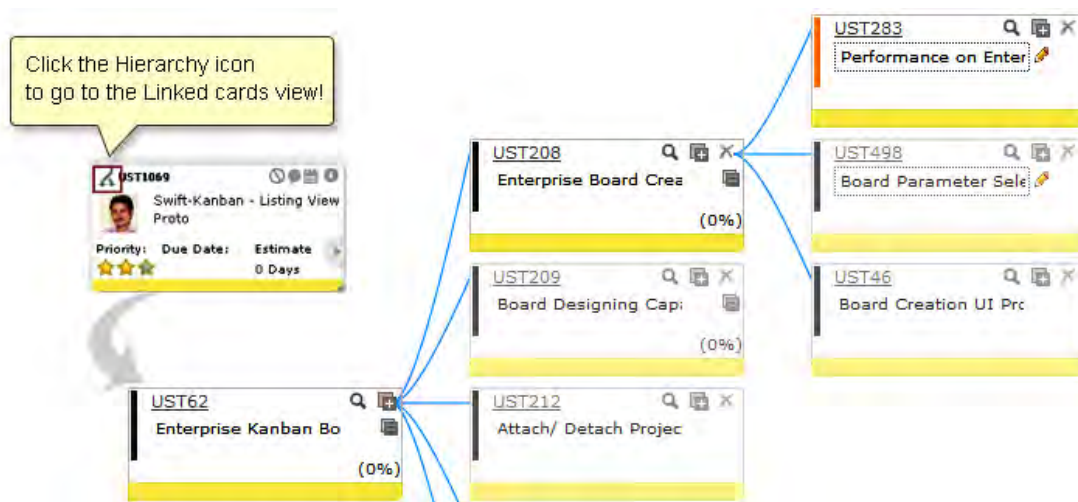 Click the Hierarchy icon
to go to the Linked cards view!
UST1069
Swift-Kanban - Listing View
Proto
Priority: Due Date: Estimate
0 Days
UST62
Enterprise Kanban Bo
(0%)
UST208
Enterprise Board Crea
(0%)
UST209
Board Designing Capa
(0%)
UST212
Attach/ Detach Projec
UST283
Performance on Enter
UST498
Board Parameter Sele
UST46
Board Creation UI Prc